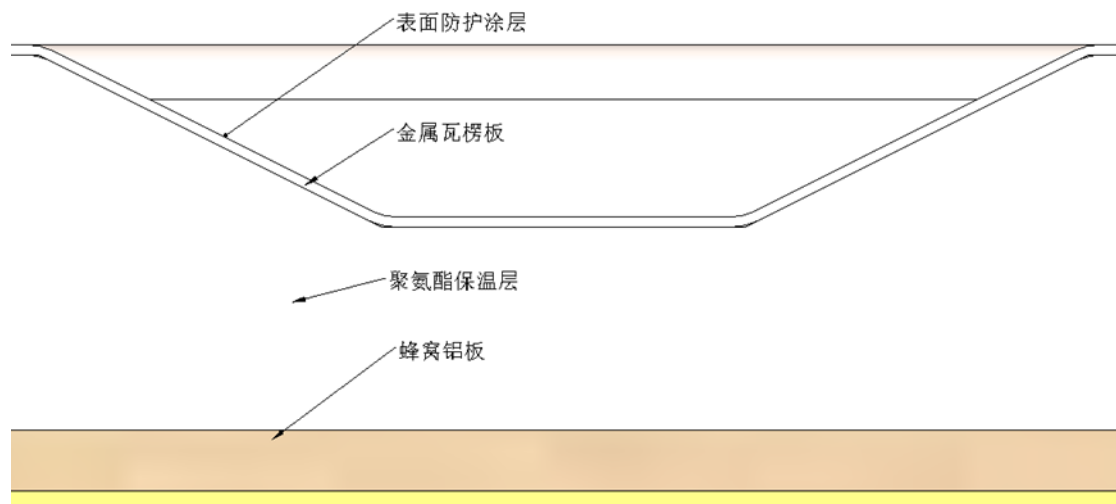 表面防护涂层
金属瓦楞板
聚氨酯保温层
蜂窝铝板